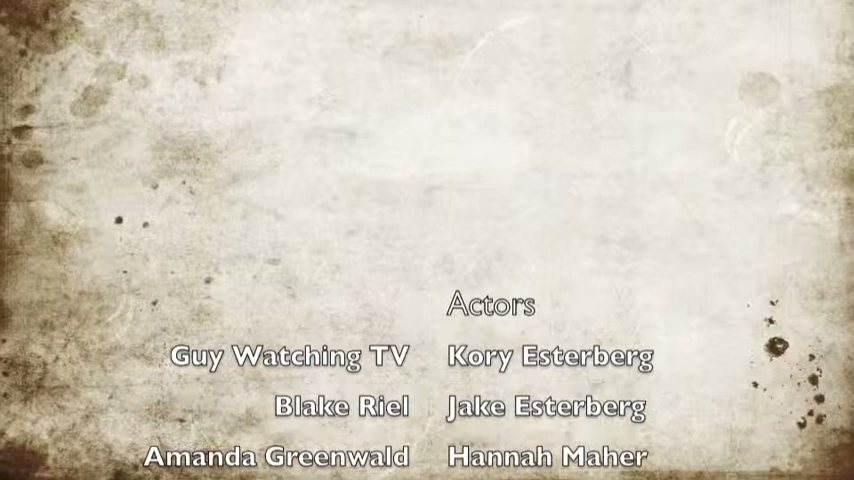 Actors
Guy Watching TV Kory Esterberg
Blake Riel Jake Esterberg
Amanda Greenwald Hannah Maher